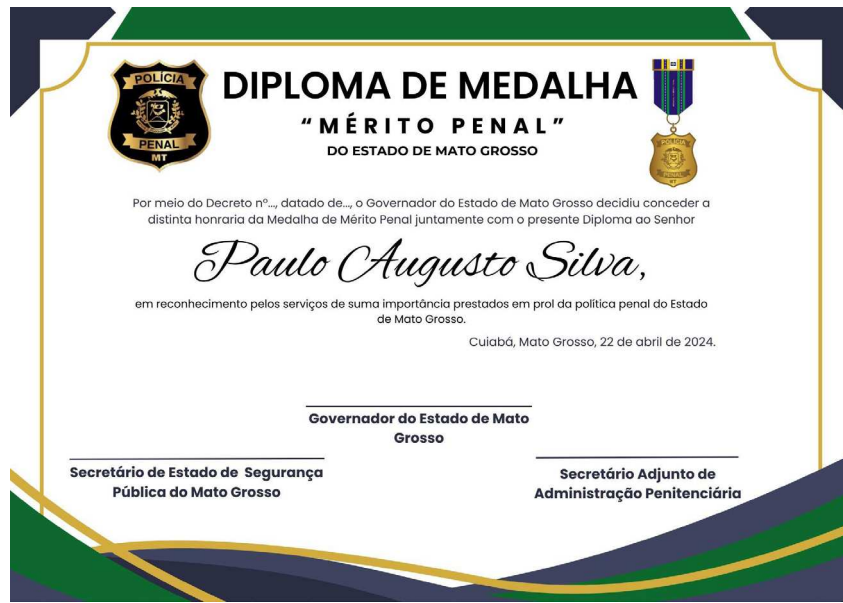 POLÍCIA
PENAL
MT
DIPLOMA DE MEDALHA
“MÉRITO PENAL”
DO ESTADO DE MATO GROSSO
POLÍCIA
PENAL
MT
Por meio do Decreto nº..., datado de..., o Governador do Estado de Mato Grosso decidiu conceder a
distinta honraria da Medalha de Mérito Penal juntamente com o presente Diploma ao Senhor
Paulo Augusto Silva,
em reconhecimento pelos serviços de suma importância prestados em prol da política penal do Estado
de Mato Grosso.
Cuiabá, Mato Grosso, 22 de abril de 2024.
Governador do Estado de Mato
Grosso
Secretário de Estado de Segurança
Pública do Mato Grosso
Secretário Adjunto de
Administração Penitenciária